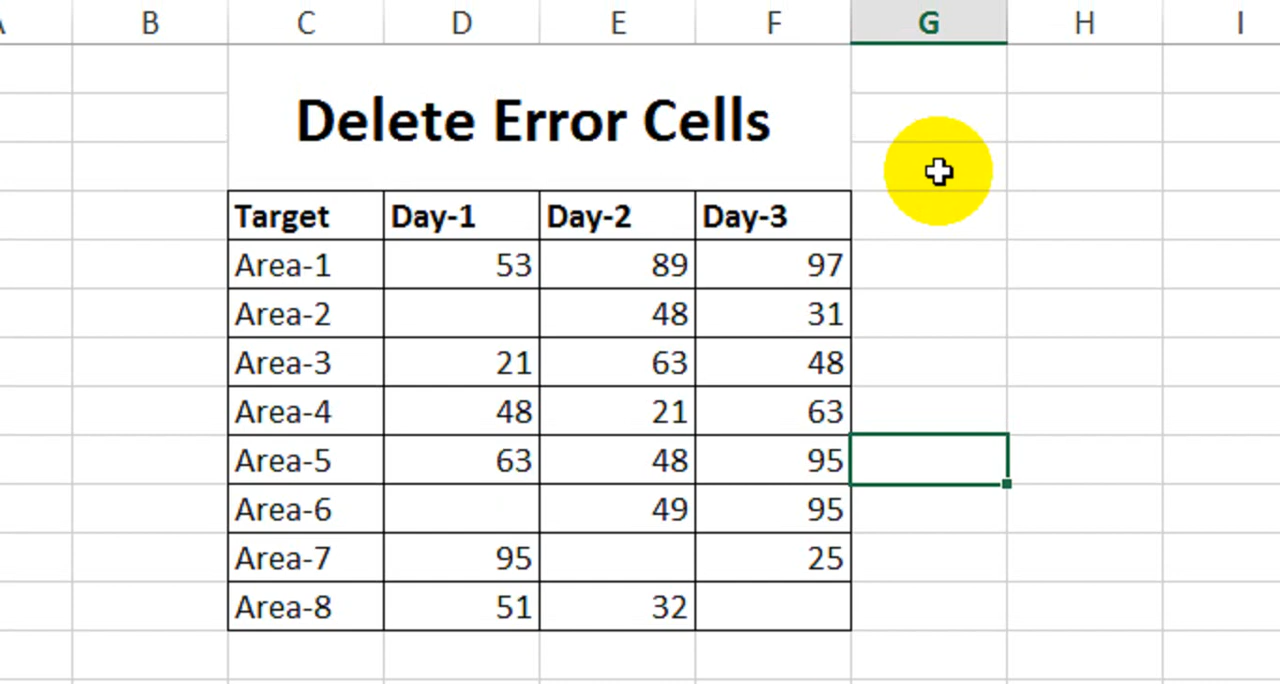 A B C D E F G H I
Delete Error Cells
Target Day-1 Day-2 Day-3
Area-1 53 89 97
Area-2 48 31
Area-3 21 63 48
Area-4 48 21 63
Area-5 63 48 95
Area-6 49 95
Area-7 95 25
Area-8 51 32